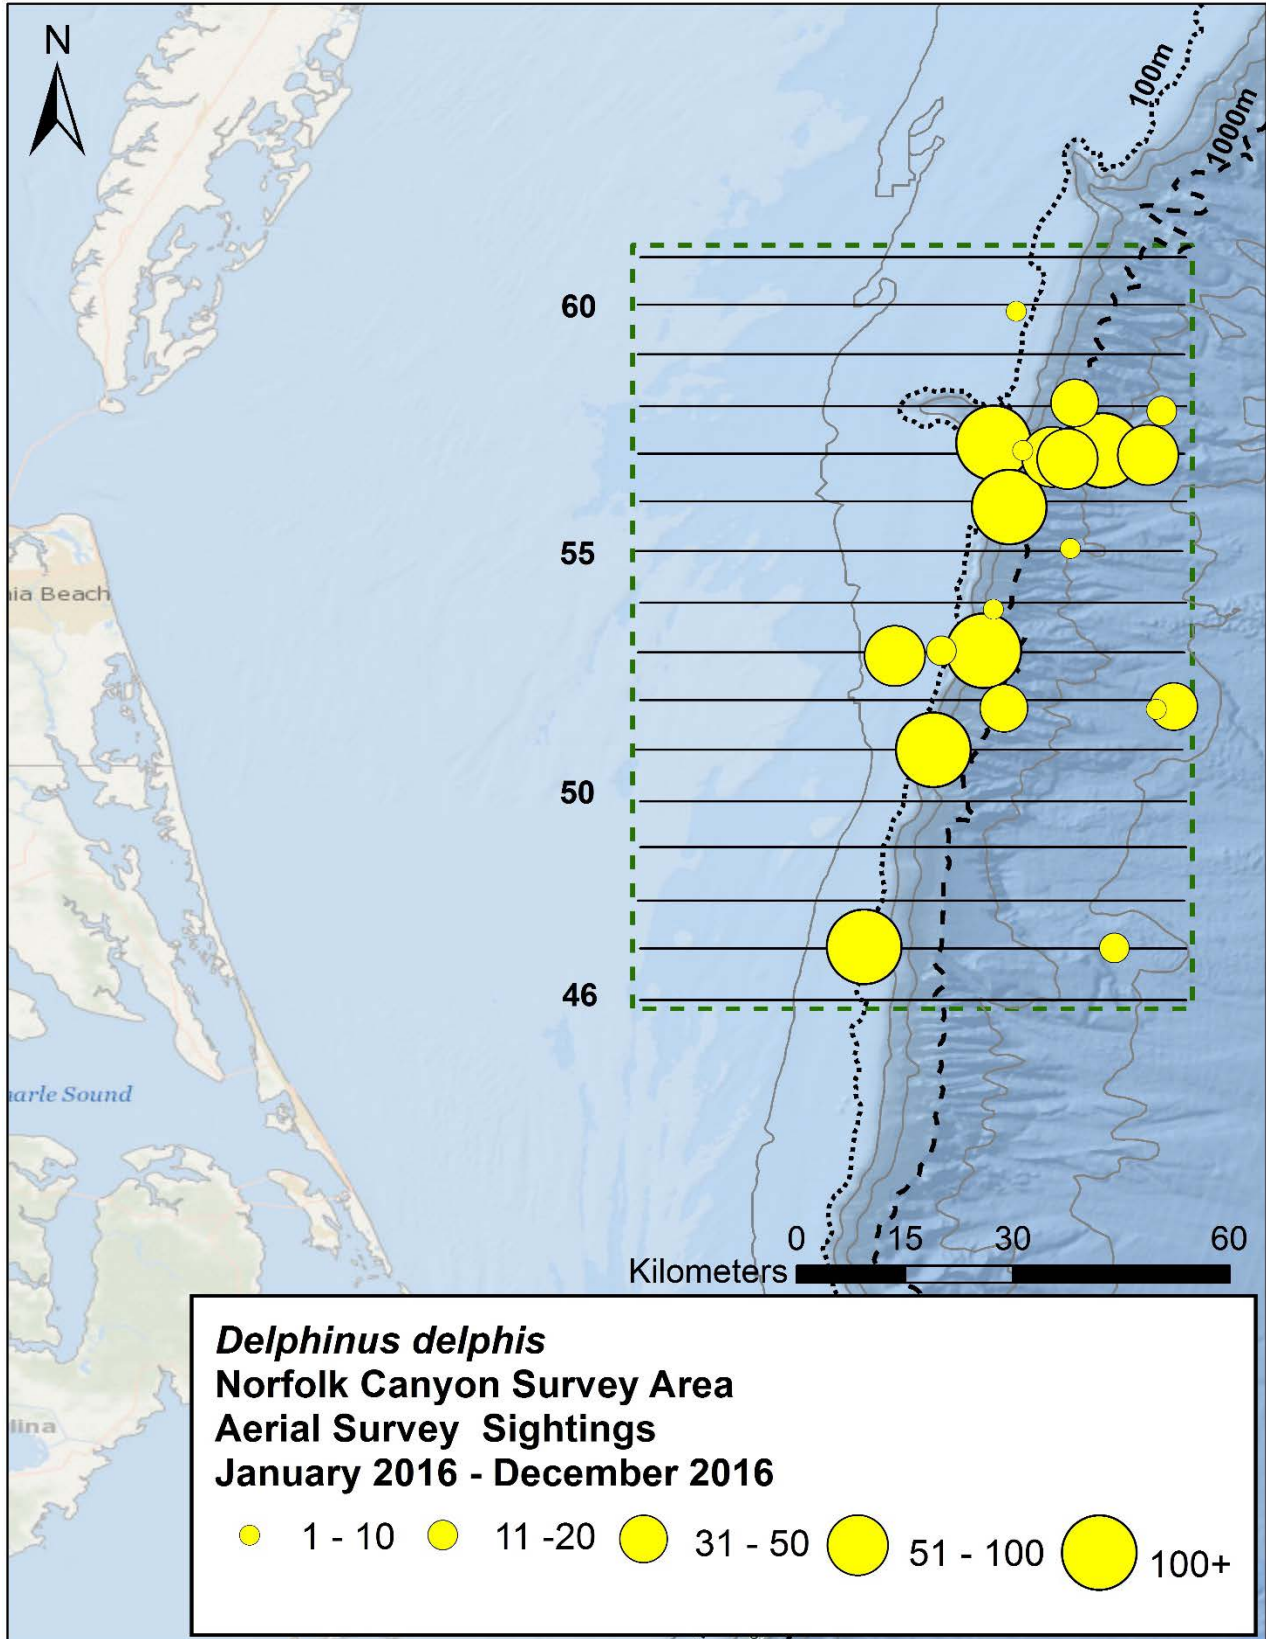 N
100m
1000m
60
55
nia Beach
50
46
arle Sound
0 15 30 60
Kilometers
lina
Delphinus delphis
Norfolk Canyon Survey Area
Aerial Survey Sightings
January 2016 - December 2016
1 - 10 11 -20 31 - 50 51 - 100 100+